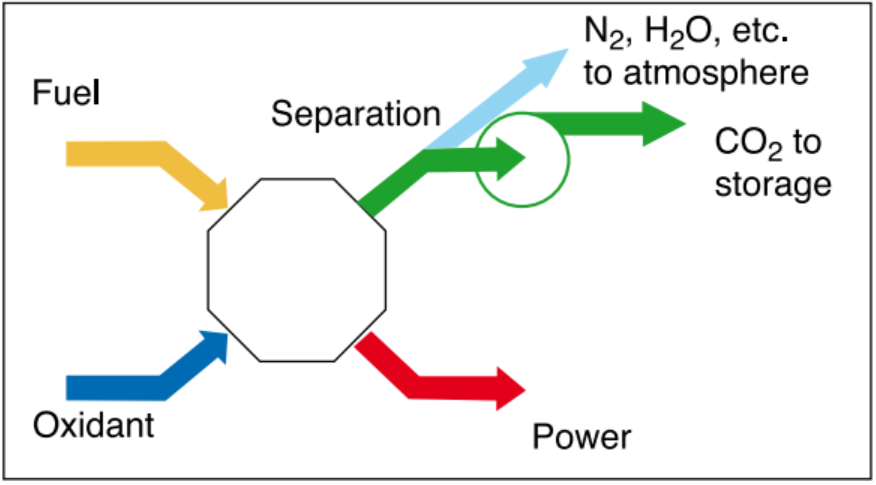 N₂, H₂O, etc.
to atmosphere
Fuel
Separation
CO₂ to
storage
Oxidant
Power